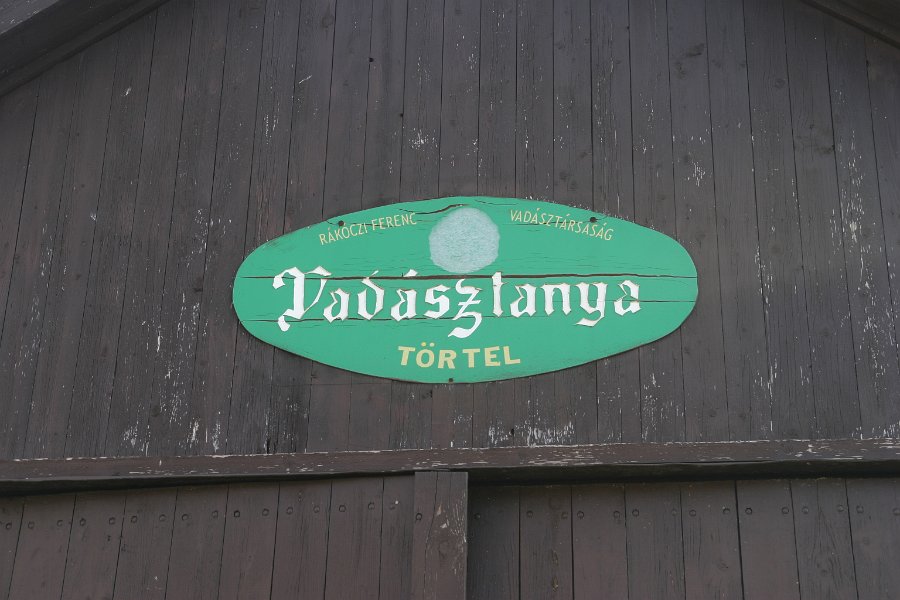 RÁKÓCZI FERENC VADÁSZTÁRSASÁG
Vadásztanya
TÖRTEL